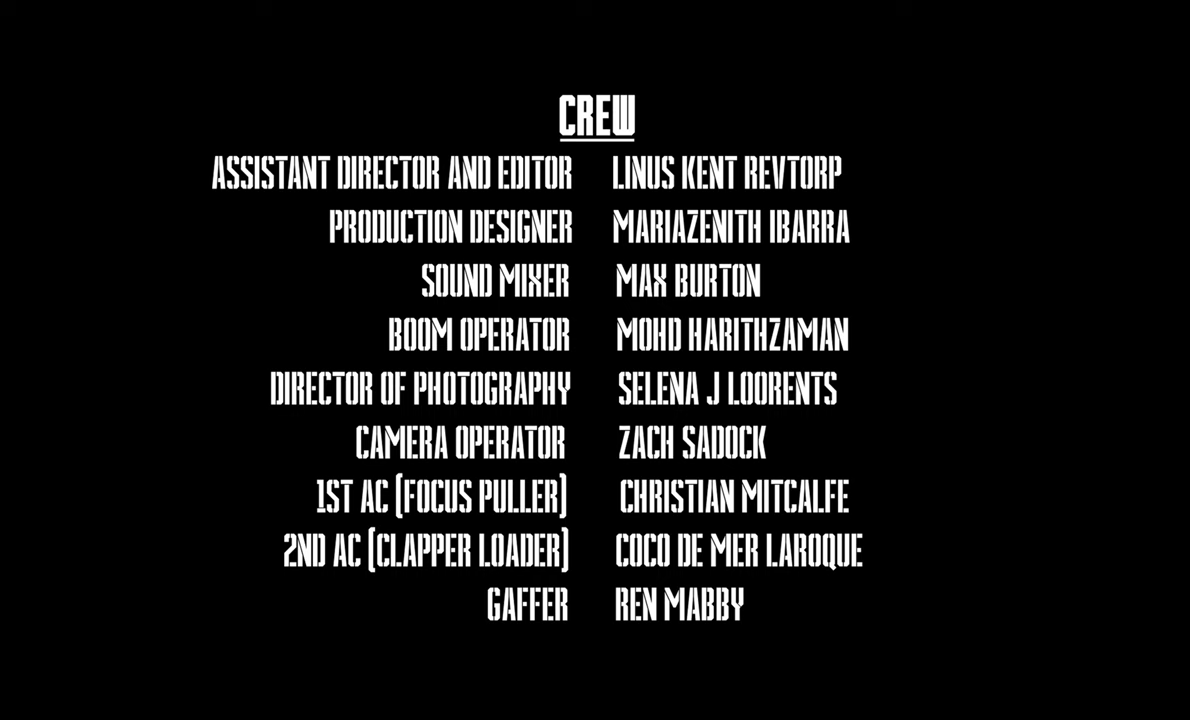 CREW
ASSISTANT DIRECTOR AND EDITOR LINUS KENT REVTORP
PRODUCTION DESIGNER MARIAZENITH IBARRA
SOUND MIXER MAX BURTON
BOOM OPERATOR MOHD HARITHZAMAN
DIRECTOR OF PHOTOGRAPHY SELENA J LOORENTS
CAMERA OPERATOR ZACH SADOCK
1ST AC (FOCUS PULLER) CHRISTIAN MITCALFE
2ND AC (CLAPPER LOADER) COCO DE MER LAROQUE
GAFFER REN MABBY